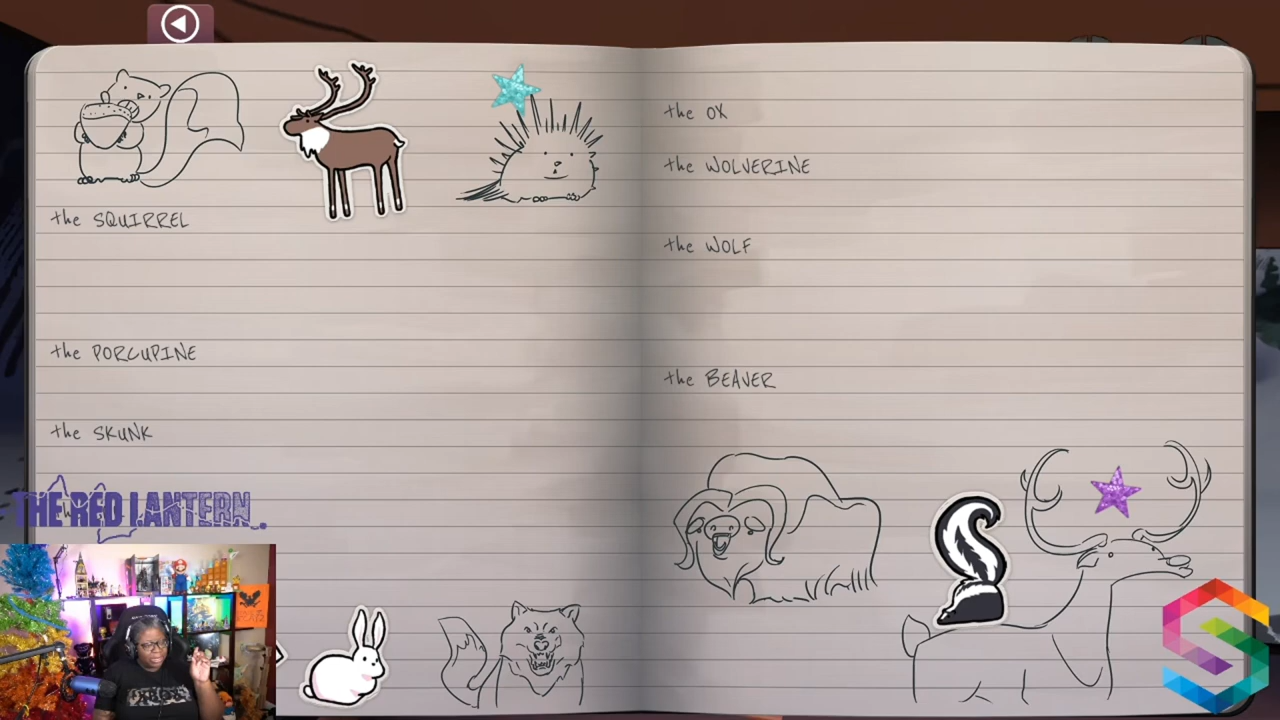 the SQUIRREL
the PORCUPINE
the SKUNK
THE RED LANTERN
the OX
the WOLVERINE
the WOLF
the BEAVER